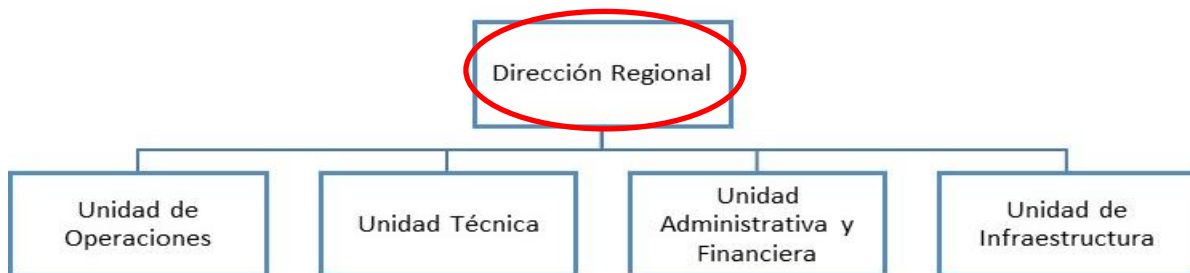 Dirección Regional
Unidad de
Operaciones
Unidad Técnica
Unidad
Administrativa y
Financiera
Unidad de
Infraestructura